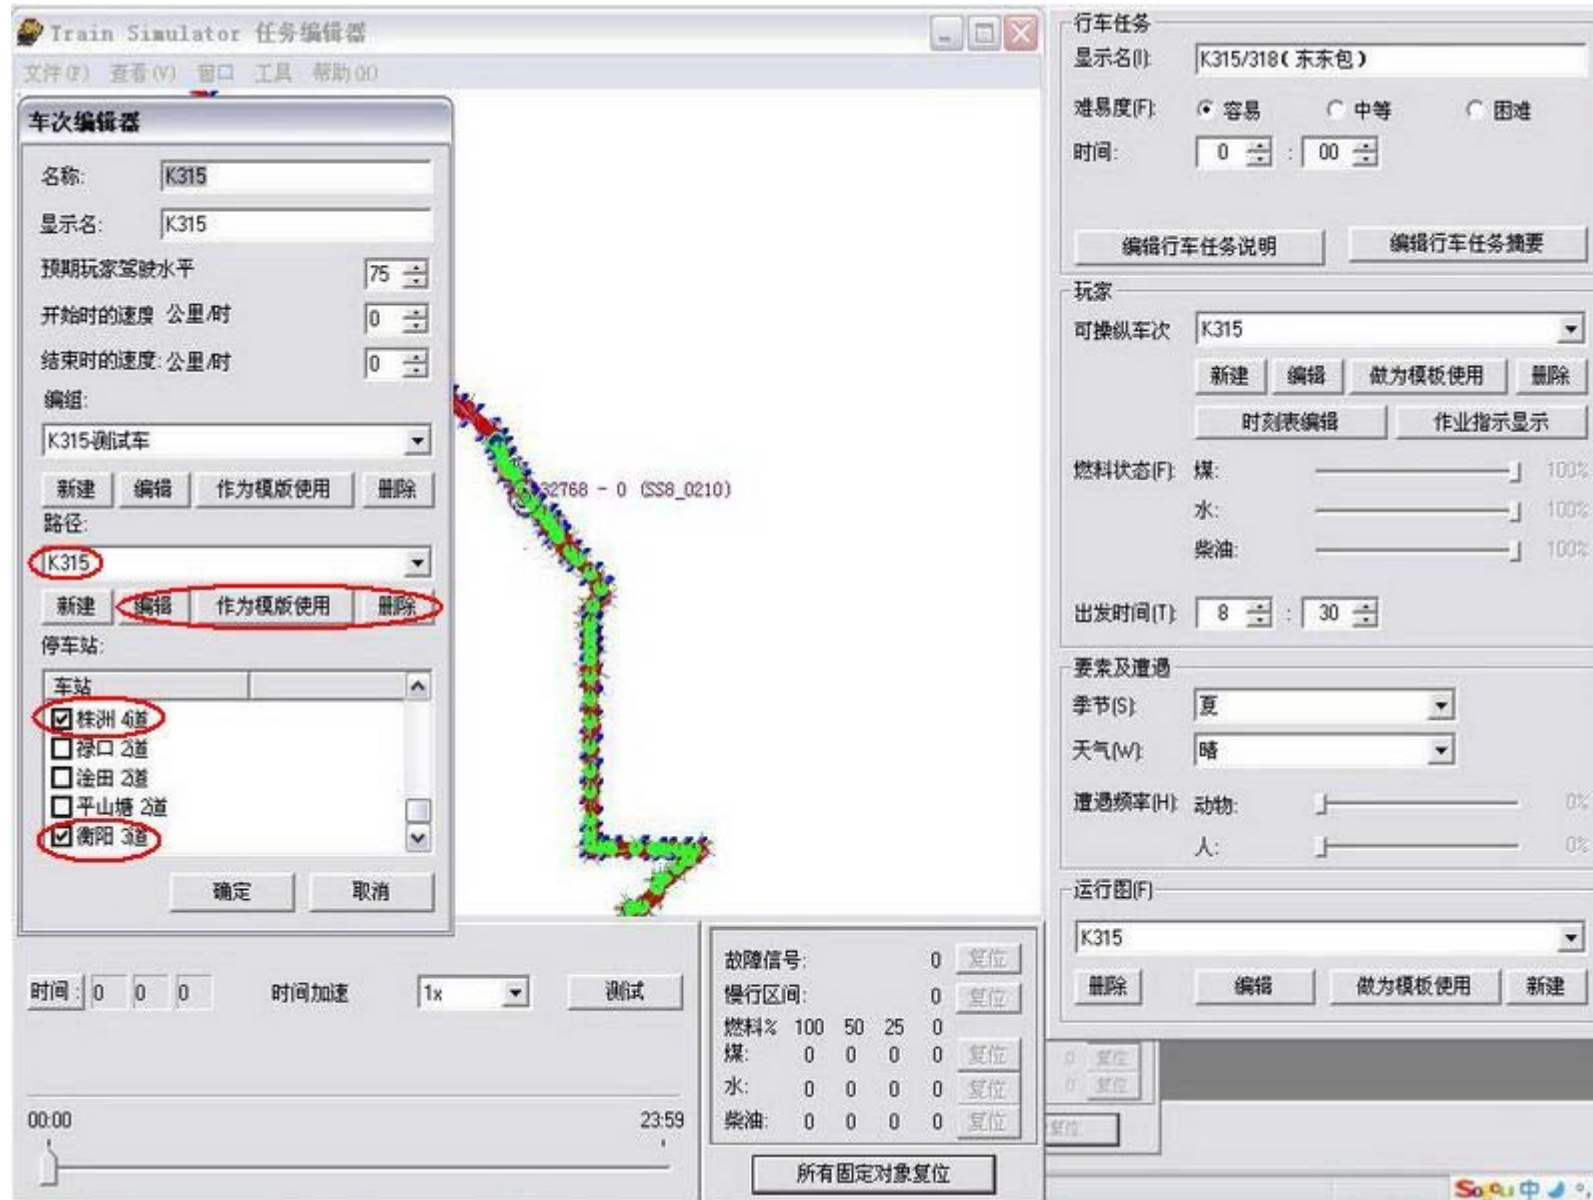 Train Simulator 任务编辑器
文件(F) 查看(V) 窗口 工具 帮助(H)
车次编辑器
名称: K315
显示名: K315
预期玩家驾驶水平 75
开始时的速度 公里/时 0
结束时的速度: 公里/时 0
编组:
K315-测试车
新建 编辑 作为模版使用 删除
路径:
K315
新建 编辑 作为模版使用 删除
停车站:
车站
株洲 4道
禄口 2道
淦田 2道
平山塘 2道
衡阳 3道
确定 取消
32768 - 0 (SS8_0210)
时间: 0 0 0 时间加速 1x 测试
00:00 23:59
故障信号: 0 复位
慢行区间: 0 复位
燃料% 100 50 25 0
煤: 0 0 0 0 复位
水: 0 0 0 0 复位
柴油: 0 0 0 0 复位
所有固定对象复位
行车任务
显示名(I): K315/318(东东包)
难易度(F): 容易 中等 困难
时间: 0 : 00
编辑行车任务说明 编辑行车任务摘要
玩家
可操纵车次 K315
新建 编辑 做为模板使用 删除
时刻表编辑 作业指示显示
燃料状态(F): 煤: 100%
水: 100%
柴油: 100%
出发时间(T): 8 : 30
要素及遭遇
季节(S): 夏
天气(W): 晴
遭遇频率(H): 动物: 0%
人: 0%
运行图(F)
K315
删除 编辑 做为模板使用 新建
0 复位
0 复位
复位
Sogou 中